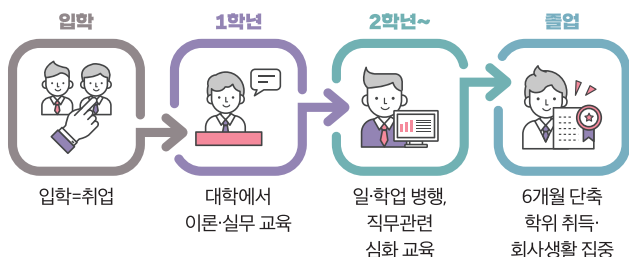 입학
1학년
2학년~
졸업
입학=취업
대학에서
이론·실무 교육
일·학업 병행,
직무관련
심화 교육
6개월 단축
학위 취득·
회사생활 집중